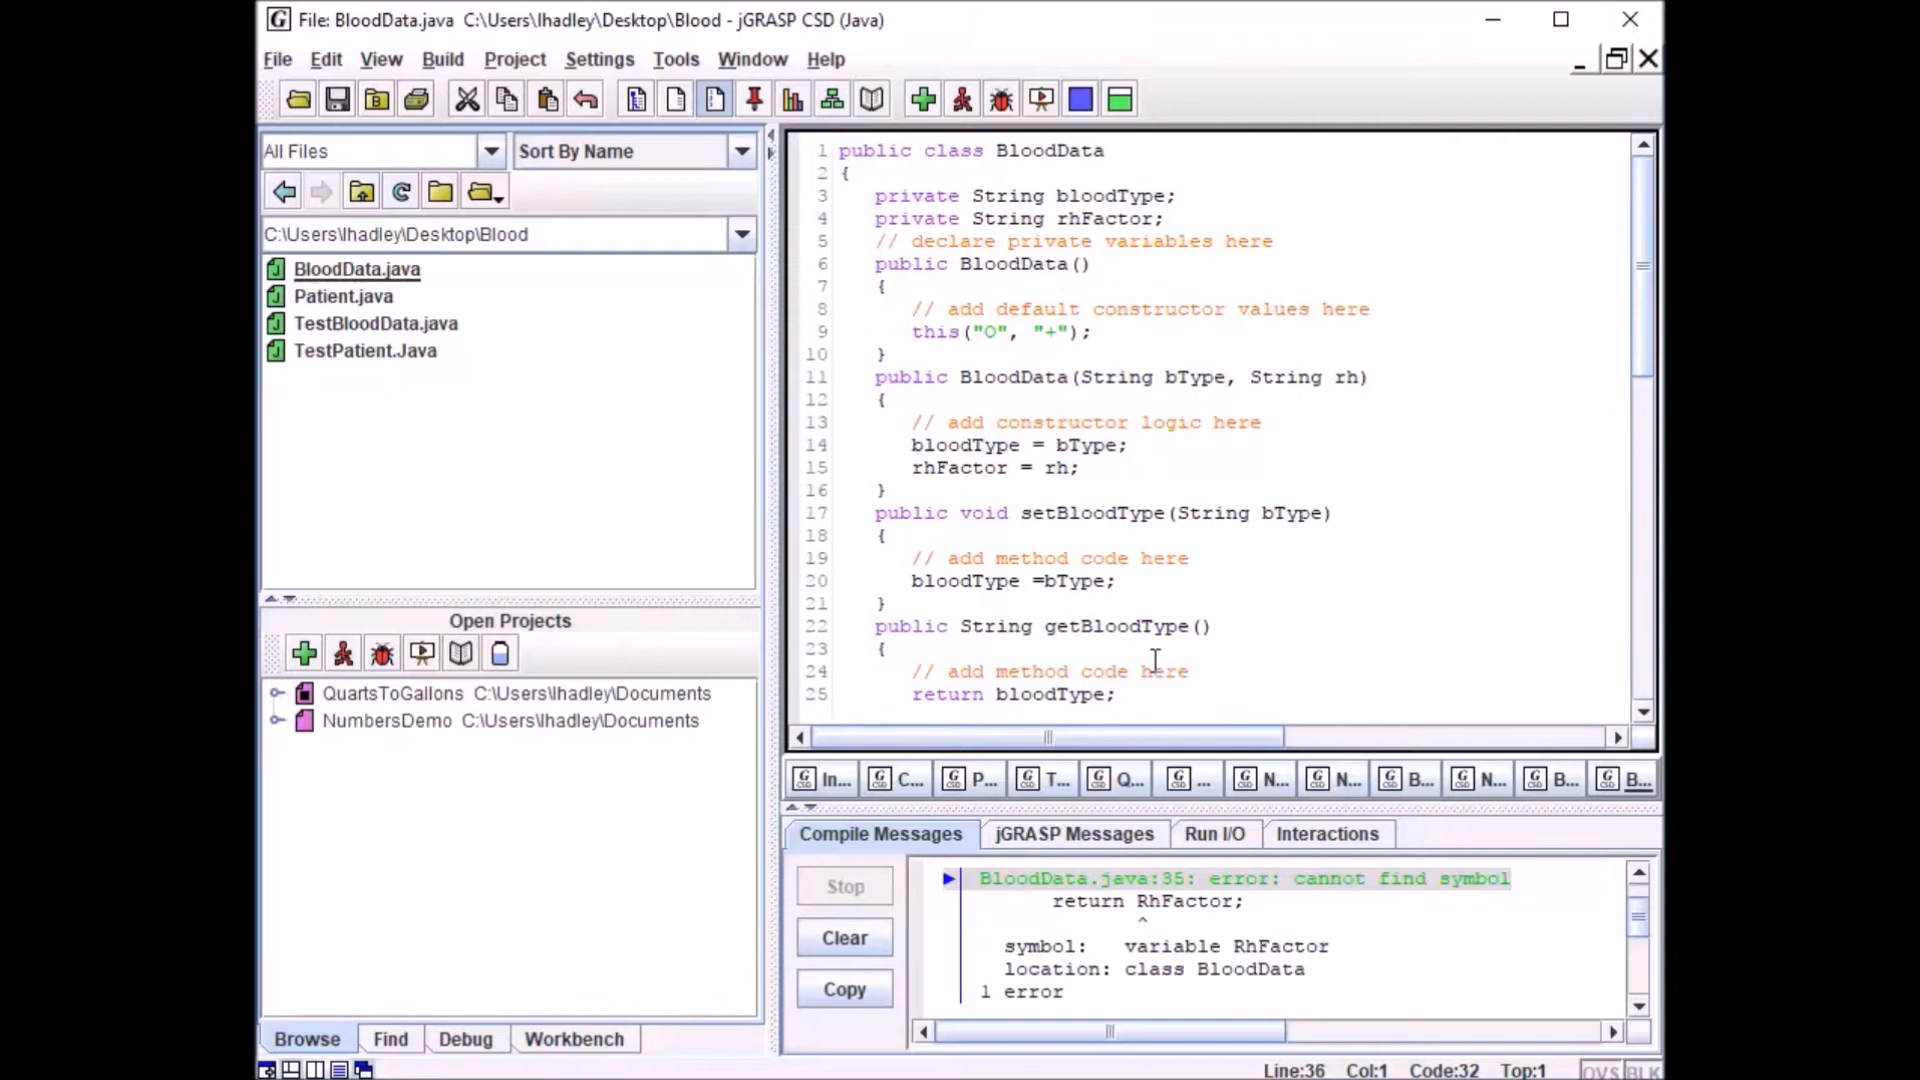 File: BloodData.java  C:\Users\lhadley\Desktop\Blood - jGRASP CSD (Java)
File Edit View Build Project Settings Tools Window Help
All Files
Sort By Name
C:\Users\lhadley\Desktop\Blood
BloodData.java
Patient.java
TestBloodData.java
TestPatient.Java
Open Projects
QuartsToGallons  C:\Users\lhadley\Documents
NumbersDemo  C:\Users\lhadley\Documents
Browse Find Debug Workbench
1 public class BloodData
2 {
3 private String bloodType;
4 private String rhFactor;
5 // declare private variables here
6 public BloodData()
7 {
8 // add default constructor values here
9 this("O", "+");
10 }
11 public BloodData(String bType, String rh)
12 {
13 // add constructor logic here
14 bloodType = bType;
15 rhFactor = rh;
16 }
17 public void setBloodType(String bType)
18 {
19 // add method code here
20 bloodType =bType;
21 }
22 public String getBloodType()
23 {
24 // add method code here
25 return bloodType;
In... C... P... T... Q... ... N... N... B... N... B... B...
Compile Messages jGRASP Messages Run I/O Interactions
Stop
Clear
Copy
BloodData.java:35: error: cannot find symbol
return RhFactor;
^
symbol:   variable RhFactor
location: class BloodData
1 error
Line:36 Col:1 Code:32 Top:1 OVS BLK